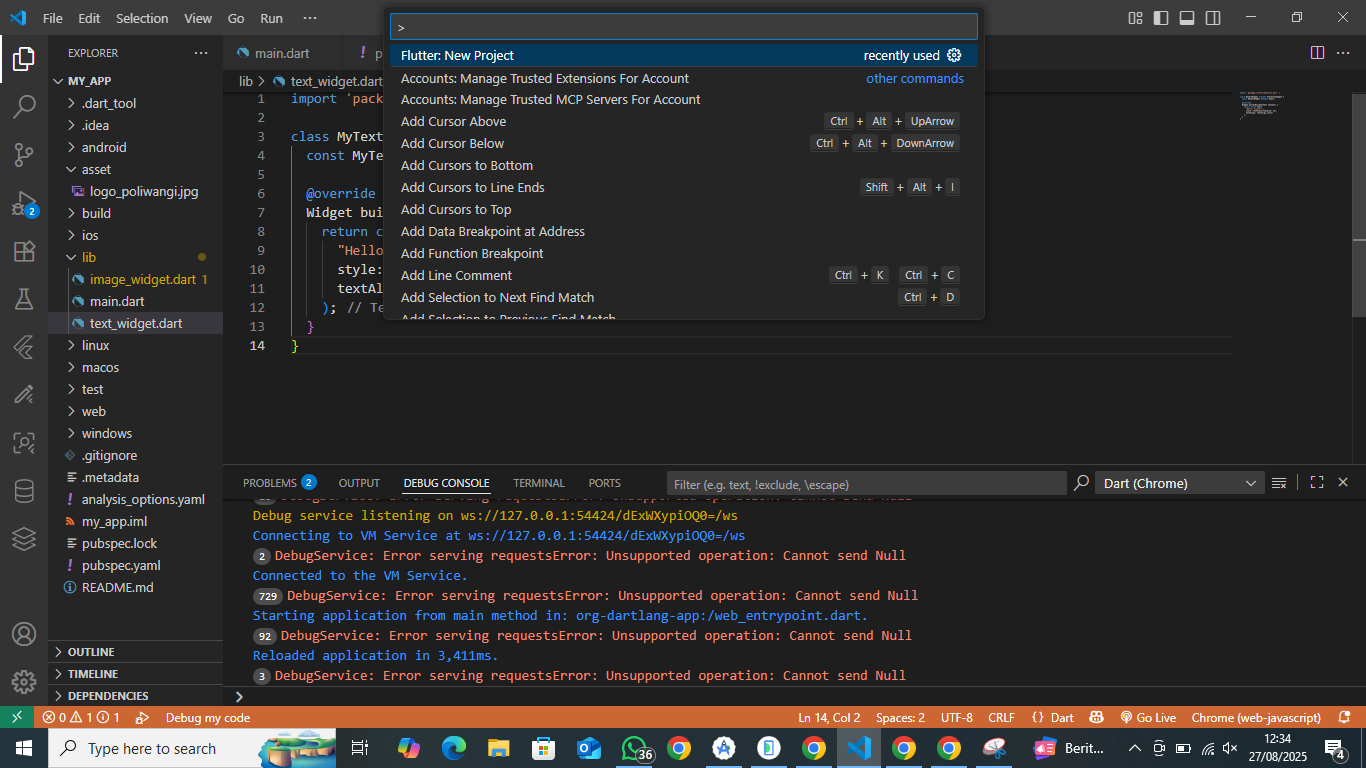 File Edit Selection View Go Run ···
>
Flutter: New Project recently used
Accounts: Manage Trusted Extensions For Account other commands
Accounts: Manage Trusted MCP Servers For Account
Add Cursor Above Ctrl + Alt + UpArrow
Add Cursor Below Ctrl + Alt + DownArrow
Add Cursors to Bottom
Add Cursors to Line Ends Shift + Alt + I
Add Cursors to Top
Add Data Breakpoint at Address
Add Function Breakpoint
Add Line Comment Ctrl + K Ctrl + C
Add Selection to Next Find Match Ctrl + D
Add Selection to Previous Find Match
EXPLORER ···
MY_APP
.dart_tool
.idea
android
asset
logo_poliwangi.jpg
build
ios
lib
image_widget.dart 1
main.dart
text_widget.dart
linux
macos
test
web
windows
.gitignore
.metadata
analysis_options.yaml
my_app.iml
pubspec.lock
pubspec.yaml
README.md
OUTLINE
TIMELINE
DEPENDENCIES
2
main.dart ! p
lib > text_widget.dart
1 import 'pack
2
3 class MyText
4 const MyTe
5
6 @override
7 Widget bui
8 return c
9 "Hello
10 style:
11 textAl
12 ); // Te
13 }
14 }
PROBLEMS 2 OUTPUT DEBUG CONSOLE TERMINAL PORTS
Filter (e.g. text, !exclude, \escape) Dart (Chrome)
Debug service listening on ws://127.0.0.1:54424/dExWXypiOQ0=/ws
Connecting to VM Service at ws://127.0.0.1:54424/dExWXypiOQ0=/ws
2 DebugService: Error serving requestsError: Unsupported operation: Cannot send Null
Connected to the VM Service.
729 DebugService: Error serving requestsError: Unsupported operation: Cannot send Null
Starting application from main method in: org-dartlang-app:/web_entrypoint.dart.
92 DebugService: Error serving requestsError: Unsupported operation: Cannot send Null
Reloaded application in 3,411ms.
3 DebugService: Error serving requestsError: Unsupported operation: Cannot send Null
>
0 1 1 Debug my code Ln 14, Col 2 Spaces: 2 UTF-8 CRLF {} Dart Go Live Chrome (web-javascript)
Type here to search 36 Berit... 12:34
27/08/2025 4